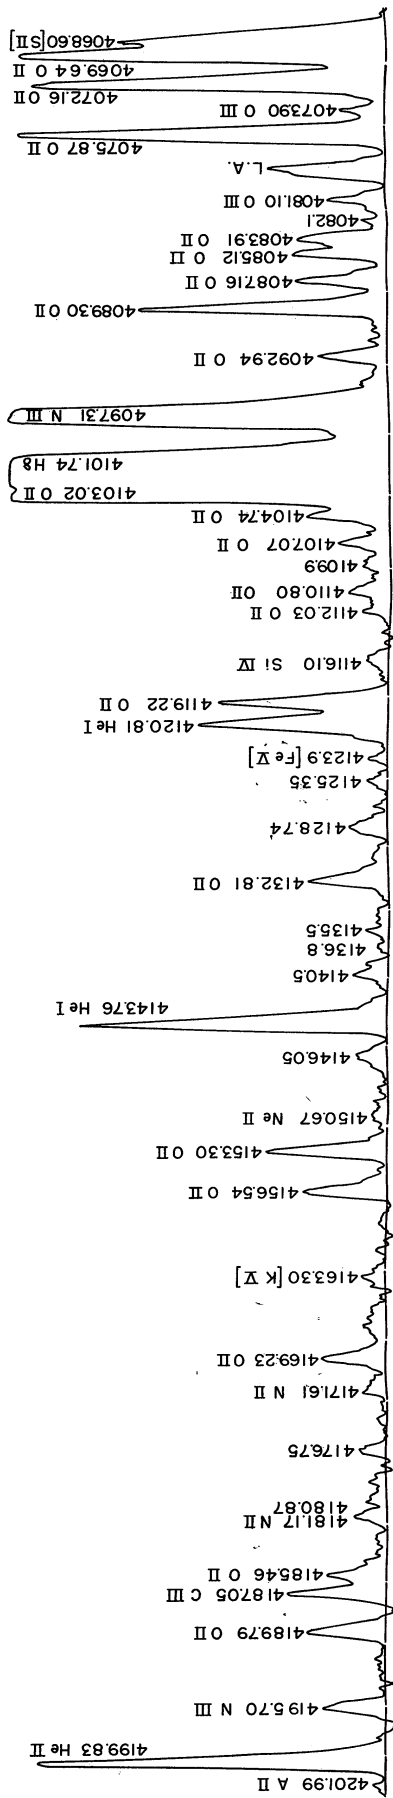 4201.99 A II
4199.83 He II
4195.70 N III
4189.79 O II
4187.05 C III
4185.46 O II
4181.17 N II
4180.87
4176.75
4171.61 N II
4169.23 O II
4163.30 [K V]
4156.54 O II
4153.30 O II
4150.67 Ne II
4146.05
4143.76 He I
4140.5
4136.8
4135.5
4132.81 O II
4128.74
4125.35
4123.9 [Fe V]
4120.81 He I
4119.22 O II
4116.10 Si IV
4112.03 O II
4110.80 O II
4109.9
4107.07 O II
4104.74 O II
4103.02 O II
4101.74 Hδ
4097.31 N III
4092.94 O II
4089.30 O II
4087.16 O II
4085.12 O II
4083.91 O II
4082.1
4081.10 O III
L.A.
4075.87 O II
4073.90 O III
4072.16 O II
4069.64 O II
4068.60 [S II]